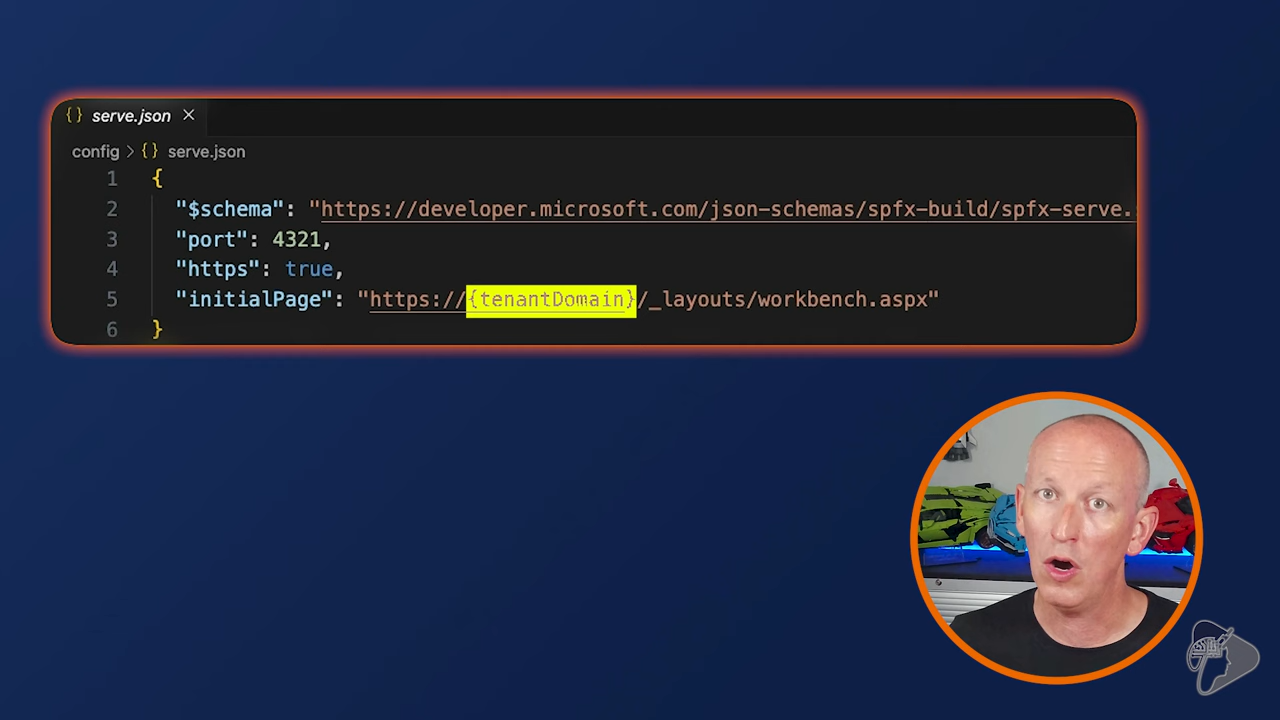 {} serve.json ×
config > {} serve.json
1 {
2 "$schema": "https://developer.microsoft.com/json-schemas/spfx-build/spfx-serve.
3 "port": 4321,
4 "https": true,
5 "initialPage": "https://{tenantDomain}/_layouts/workbench.aspx"
6 }